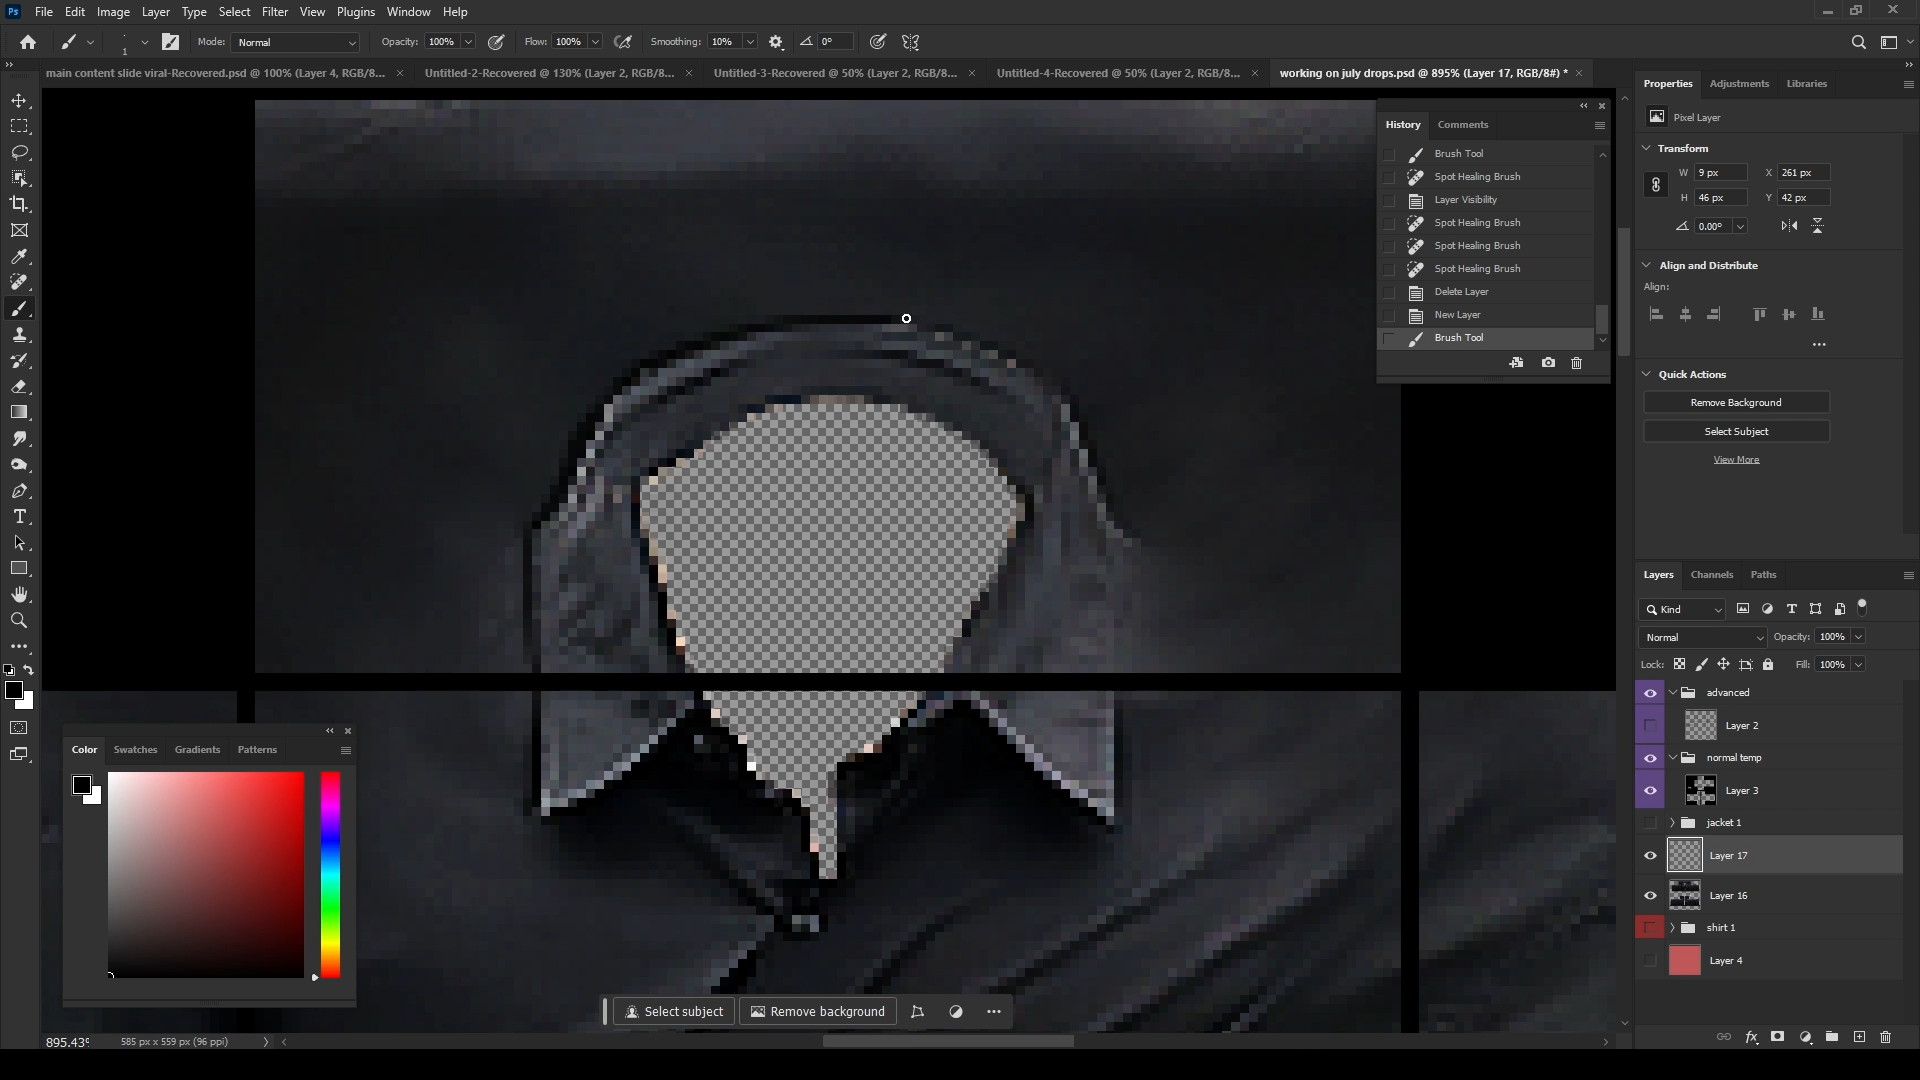 Ps File Edit Image Layer Type Select Filter View Plugins Window Help
1 Mode: Normal Opacity: 100% Flow: 100% Smoothing: 10% 0°
main content slide viral-Recovered.psd @ 100% (Layer 4, RGB/8... × Untitled-2-Recovered @ 130% (Layer 2, RGB/8... × Untitled-3-Recovered @ 50% (Layer 2, RGB/8... × Untitled-4-Recovered @ 50% (Layer 2, RGB/8... × working on july drops.psd @ 895% (Layer 17, RGB/8#) * ×
History Comments
Brush Tool
Spot Healing Brush
Layer Visibility
Spot Healing Brush
Spot Healing Brush
Spot Healing Brush
Delete Layer
New Layer
Brush Tool
Properties Adjustments Libraries
Pixel Layer
Transform
W 9 px X 261 px
H 46 px Y 42 px
0.00°
Align and Distribute
Align:
Quick Actions
Remove Background
Select Subject
View More
Layers Channels Paths
Kind
Normal Opacity: 100%
Lock: Fill: 100%
advanced
Layer 2
normal temp
Layer 3
jacket 1
Layer 17
Layer 16
shirt 1
Layer 4
Color Swatches Gradients Patterns
Select subject Remove background
895.43% 585 px x 559 px (96 ppi)